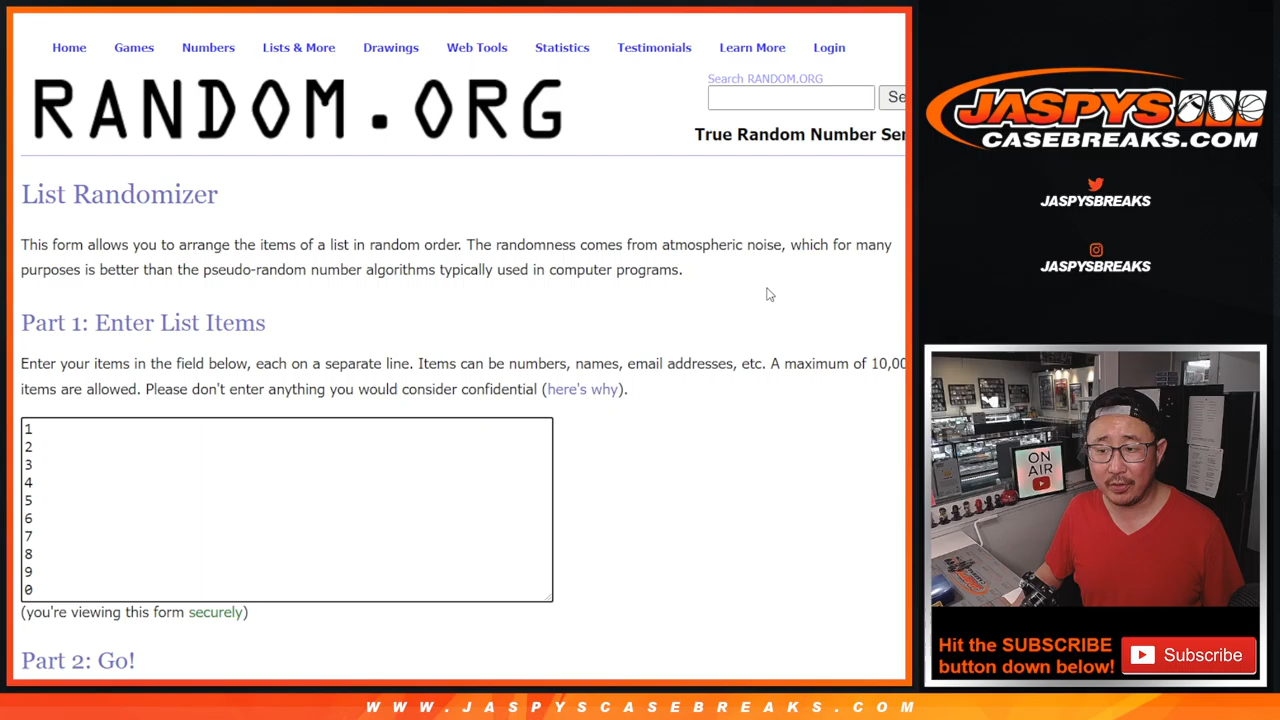 Home Games Numbers Lists & More Drawings Web Tools Statistics Testimonials Learn More Login
RANDOM.ORG
Search RANDOM.ORG
Se
True Random Number Ser
List Randomizer
This form allows you to arrange the items of a list in random order. The randomness comes from atmospheric noise, which for many
purposes is better than the pseudo-random number algorithms typically used in computer programs.
Part 1: Enter List Items
Enter your items in the field below, each on a separate line. Items can be numbers, names, email addresses, etc. A maximum of 10,00
items are allowed. Please don't enter anything you would consider confidential (here's why).
1
2
3
4
5
6
7
8
9
0
(you're viewing this form securely)
Part 2: Go!
JASPYS
CASEBREAKS.COM
JASPYSBREAKS
JASPYSBREAKS
ON
AIR
Hit the SUBSCRIBE
button down below!
Subscribe
WWW.JASPYSCASEBREAKS.COM